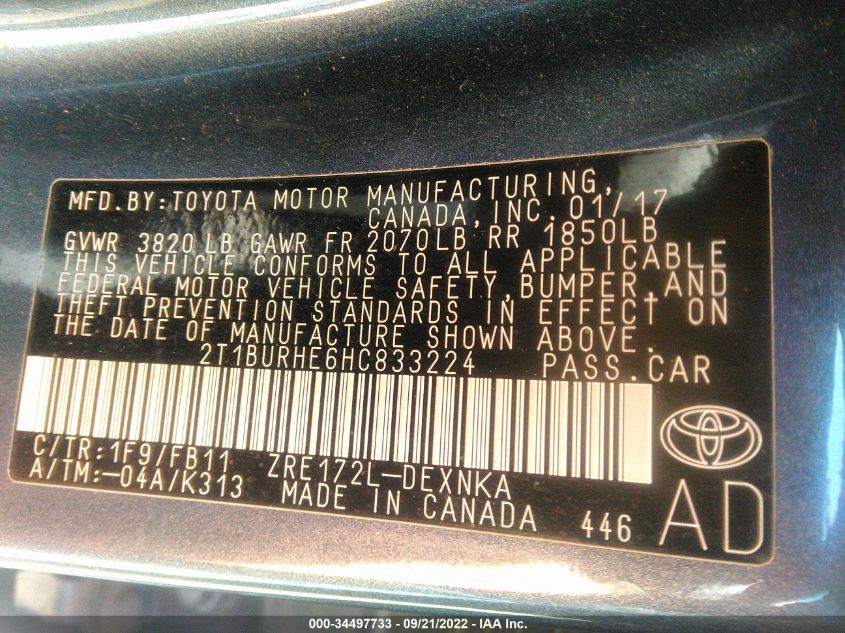 MFD.BY:TOYOTA MOTOR MANUFACTURING,
CANADA, INC. 01/17
GVWR 3820 LB GAWR FR 2070LB RR 1850LB
THIS VEHICLE CONFORMS TO ALL APPLICABLE
FEDERAL MOTOR VEHICLE SAFETY, BUMPER, AND
THEFT PREVENTION STANDARDS IN EFFECT ON
THE DATE OF MANUFACTURE SHOWN ABOVE.
2T1BURHE6HC833224 PASS.CAR
C/TR:1F9/FB11 ZRE172L-DEXNKA
A/TM:-04A/K313 MADE IN CANADA 446 AD
000-34497733 - 09/21/2022 - IAA Inc.